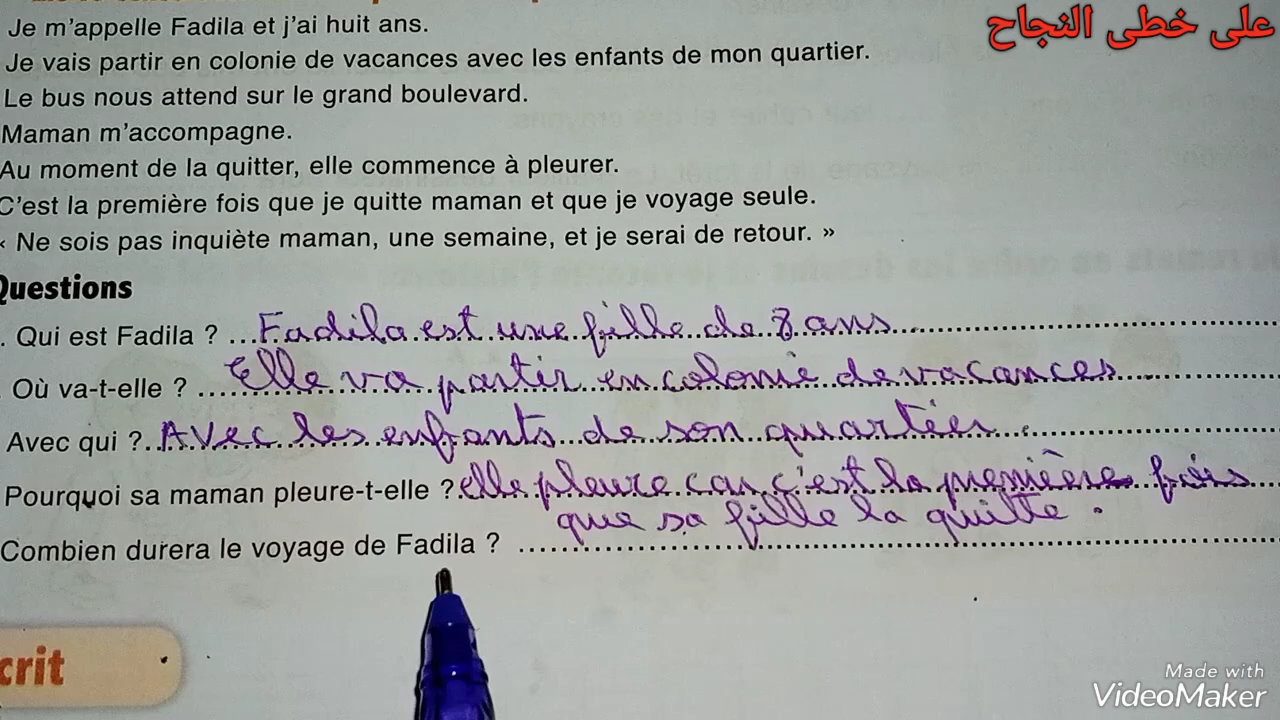 على خطى النجاح
Je m'appelle Fadila et j'ai huit ans.
Je vais partir en colonie de vacances avec les enfants de mon quartier.
Le bus nous attend sur le grand boulevard.
Maman m'accompagne.
Au moment de la quitter, elle commence à pleurer.
C'est la première fois que je quitte maman et que je voyage seule.
‹ Ne sois pas inquiète maman, une semaine, et je serai de retour. »
Questions
. Qui est Fadila ? ...Fadila est une fille de 8 ans..............
Où va-t-elle ? ....Elle va partir en colonie de vacances..........
Avec qui ?..Avec les enfants de son quartier...............
Pourquoi sa maman pleure-t-elle ?.elle pleure car c'est la première fois
que sa fille la quitte.
Combien durera le voyage de Fadila ? ..............................
crit
Made with
VideoMaker